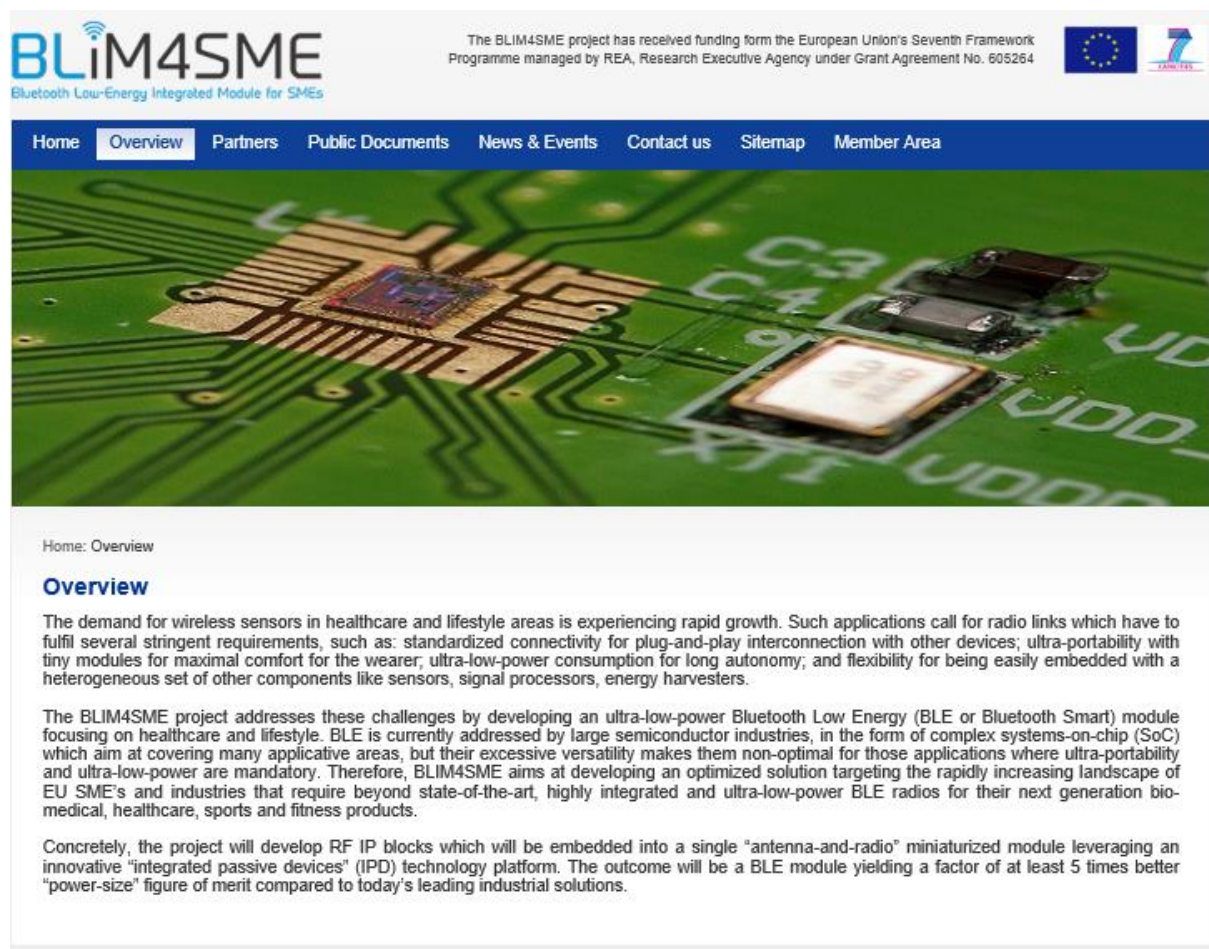 BLiM4SME
Bluetooth Low-Energy Integrated Module for SMEs
The BLIM4SME project has received funding form the European Union's Seventh Framework
Programme managed by REA, Research Executive Agency under Grant Agreement No. 605264
Home Overview Partners Public Documents News & Events Contact us Sitemap Member Area
C3
C4
XTI
VDD_
VDDD
Home: Overview
Overview
The demand for wireless sensors in healthcare and lifestyle areas is experiencing rapid growth. Such applications call for radio links which have to
fulfil several stringent requirements, such as: standardized connectivity for plug-and-play interconnection with other devices; ultra-portability with
tiny modules for maximal comfort for the wearer; ultra-low-power consumption for long autonomy; and flexibility for being easily embedded with a
heterogeneous set of other components like sensors, signal processors, energy harvesters.
The BLIM4SME project addresses these challenges by developing an ultra-low-power Bluetooth Low Energy (BLE or Bluetooth Smart) module
focusing on healthcare and lifestyle. BLE is currently addressed by large semiconductor industries, in the form of complex systems-on-chip (SoC)
which aim at covering many applicative areas, but their excessive versatility makes them non-optimal for those applications where ultra-portability
and ultra-low-power are mandatory. Therefore, BLIM4SME aims at developing an optimized solution targeting the rapidly increasing landscape of
EU SME's and industries that require beyond state-of-the-art, highly integrated and ultra-low-power BLE radios for their next generation bio-
medical, healthcare, sports and fitness products.
Concretely, the project will develop RF IP blocks which will be embedded into a single “antenna-and-radio” miniaturized module leveraging an
innovative “integrated passive devices” (IPD) technology platform. The outcome will be a BLE module yielding a factor of at least 5 times better
“power-size” figure of merit compared to today's leading industrial solutions.